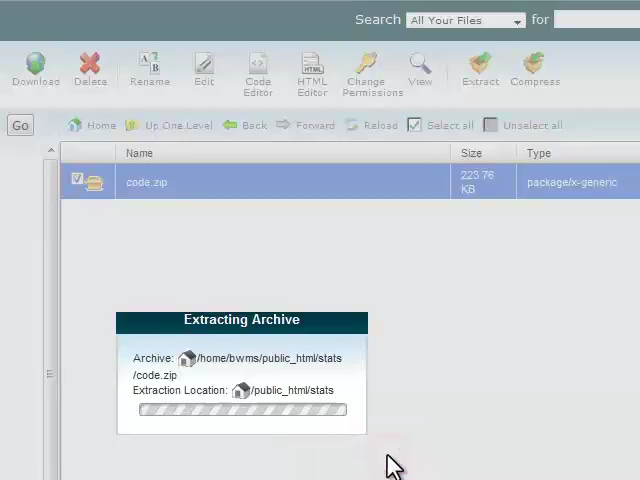 Search All Your Files for
Download Delete Rename Edit Code Editor HTML Editor Change Permissions View Extract Compress
Go Home Up One Level Back Forward Reload Select all Unselect all
Name Size Type
code.zip 223.76 KB package/x-generic
Extracting Archive
Archive: /home/bwms/public_html/stats
/code.zip
Extraction Location: /public_html/stats